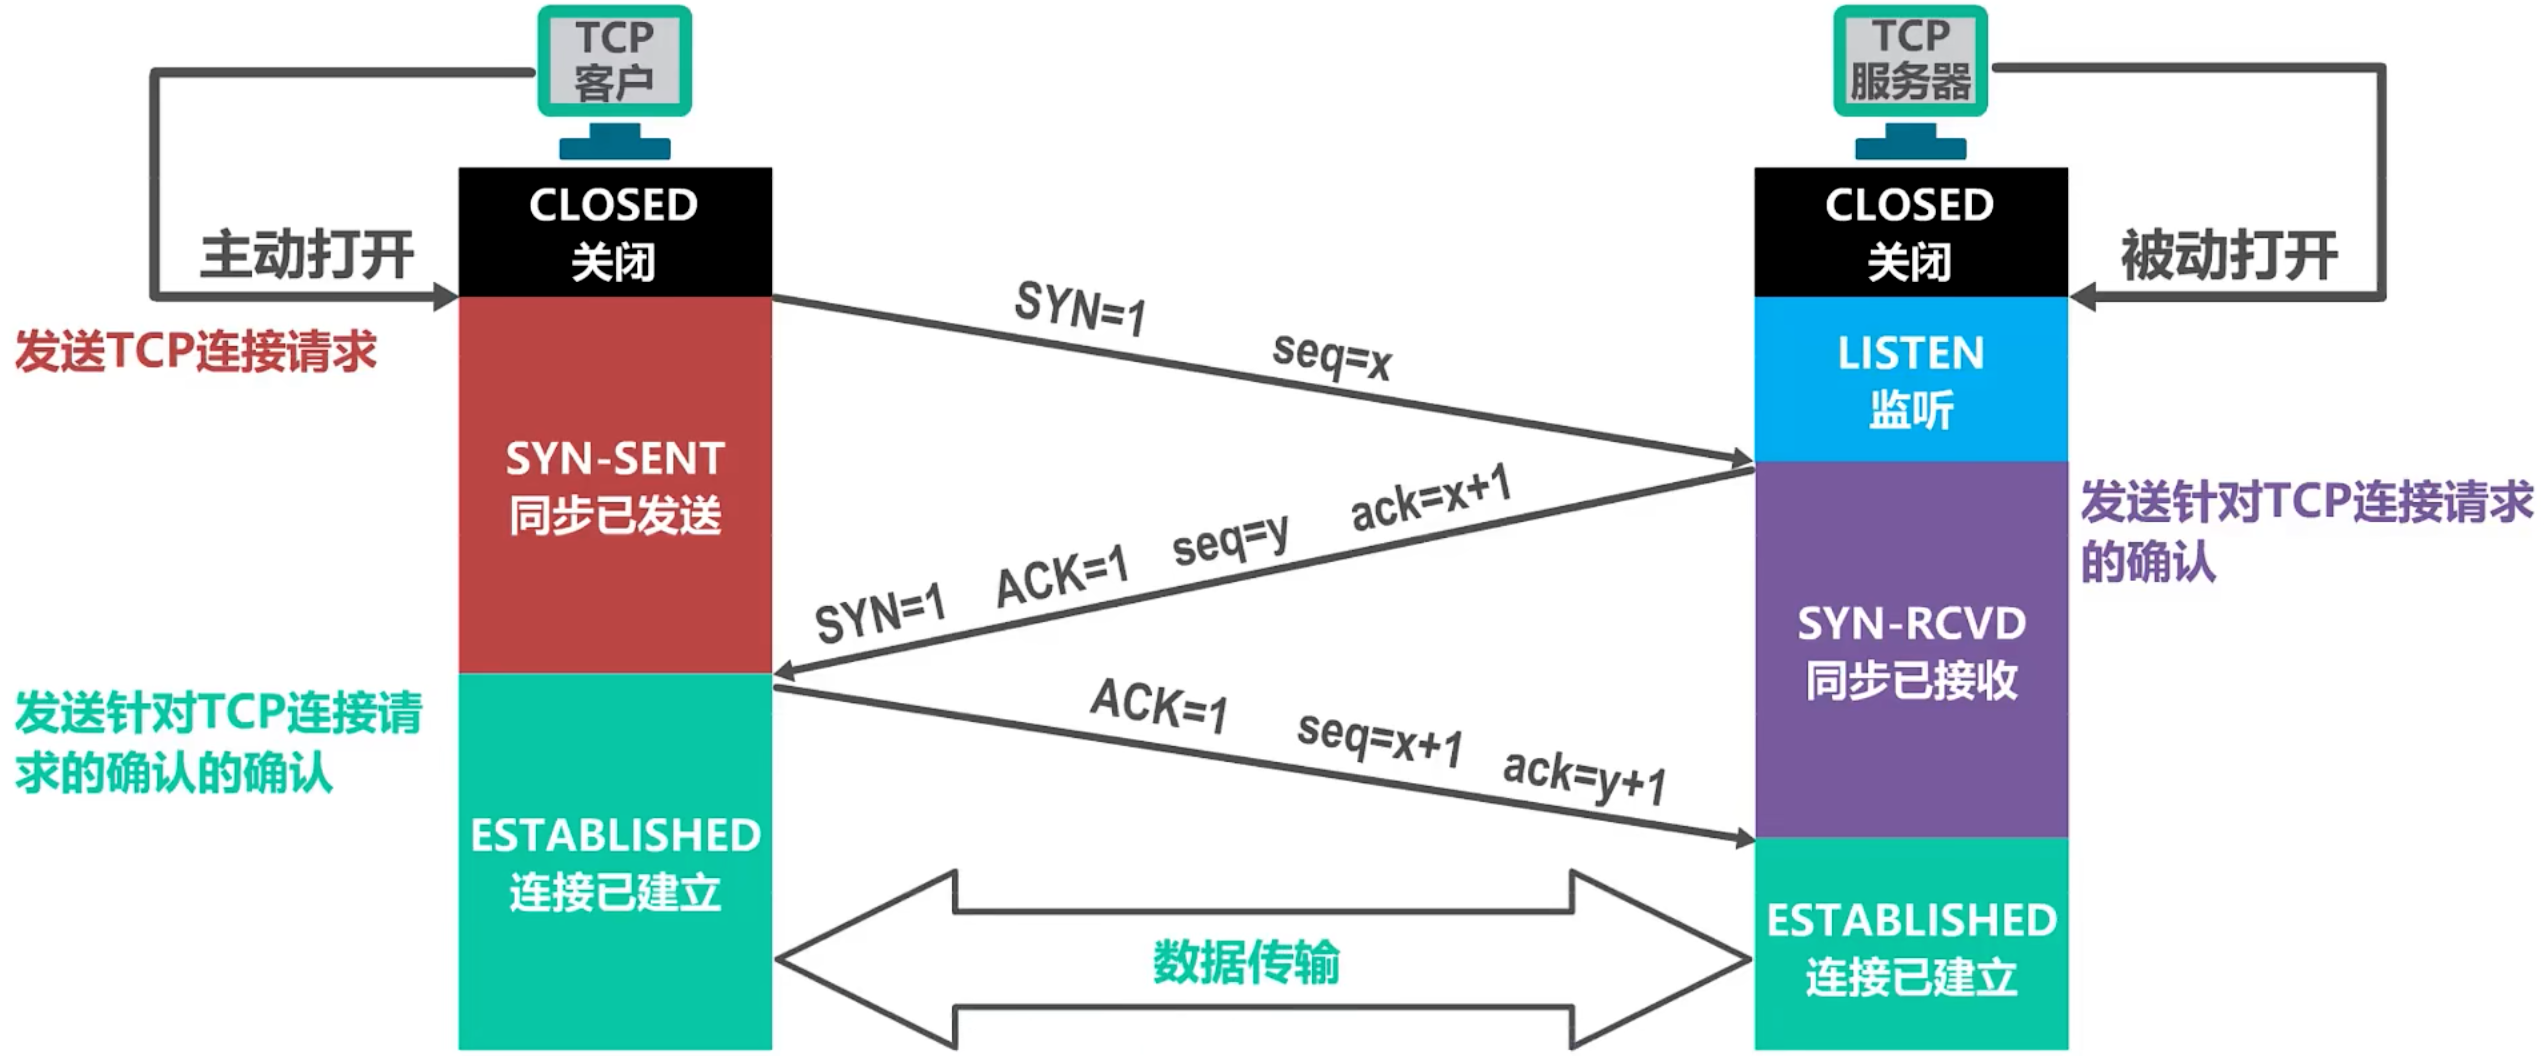 TCP
客户
TCP
服务器
CLOSED
关闭
CLOSED
关闭
主动打开
被动打开
发送TCP连接请求
SYN=1 seq=x
LISTEN
监听
SYN-SENT
同步已发送
SYN=1 ACK=1 seq=y ack=x+1
发送针对TCP连接请求
的确认
SYN-RCVD
同步已接收
发送针对TCP连接请
求的确认的确认
ACK=1 seq=x+1 ack=y+1
ESTABLISHED
连接已建立
数据传输
ESTABLISHED
连接已建立